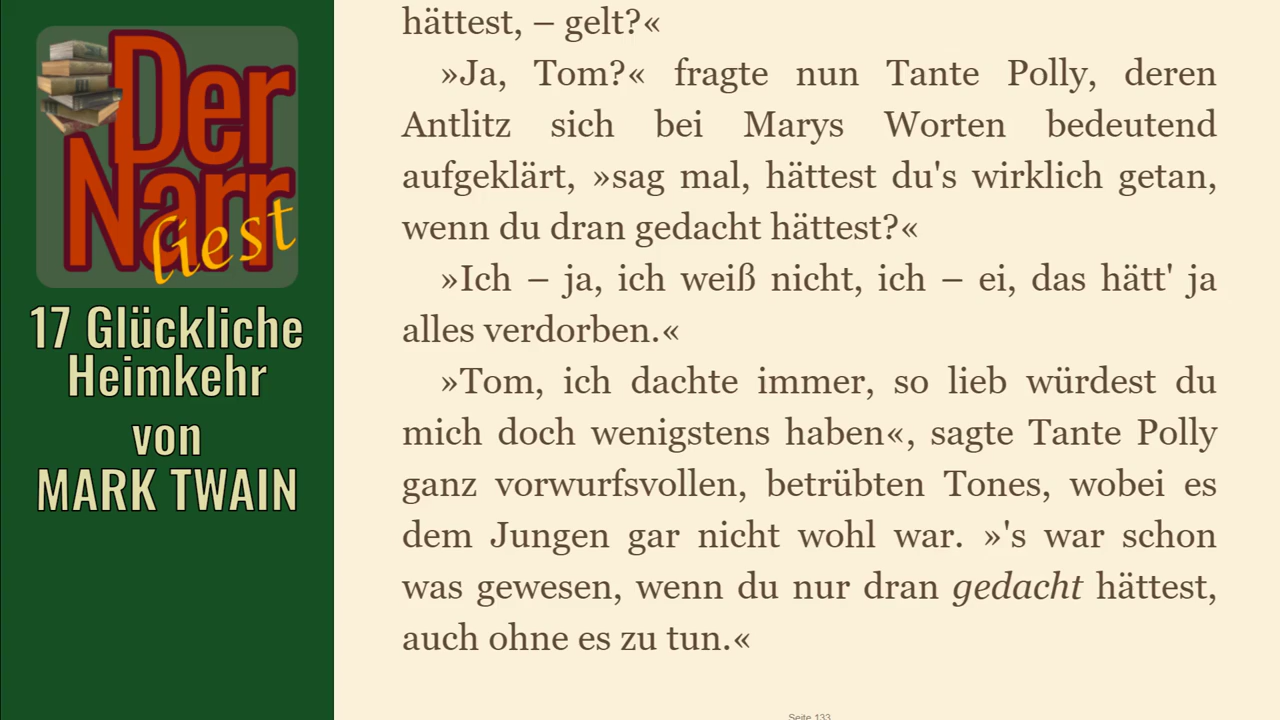 Der
Narr
liest
17 Glückliche
Heimkehr
von
MARK TWAIN
hättest, – gelt?«
»Ja, Tom?« fragte nun Tante Polly, deren
Antlitz sich bei Marys Worten bedeutend
aufgeklärt, »sag mal, hättest du's wirklich getan,
wenn du dran gedacht hättest?«
»Ich – ja, ich weiß nicht, ich – ei, das hätt' ja
alles verdorben.«
»Tom, ich dachte immer, so lieb würdest du
mich doch wenigstens haben«, sagte Tante Polly
ganz vorwurfsvollen, betrübten Tones, wobei es
dem Jungen gar nicht wohl war. »'s war schon
was gewesen, wenn du nur dran gedacht hättest,
auch ohne es zu tun.«
Seite 133